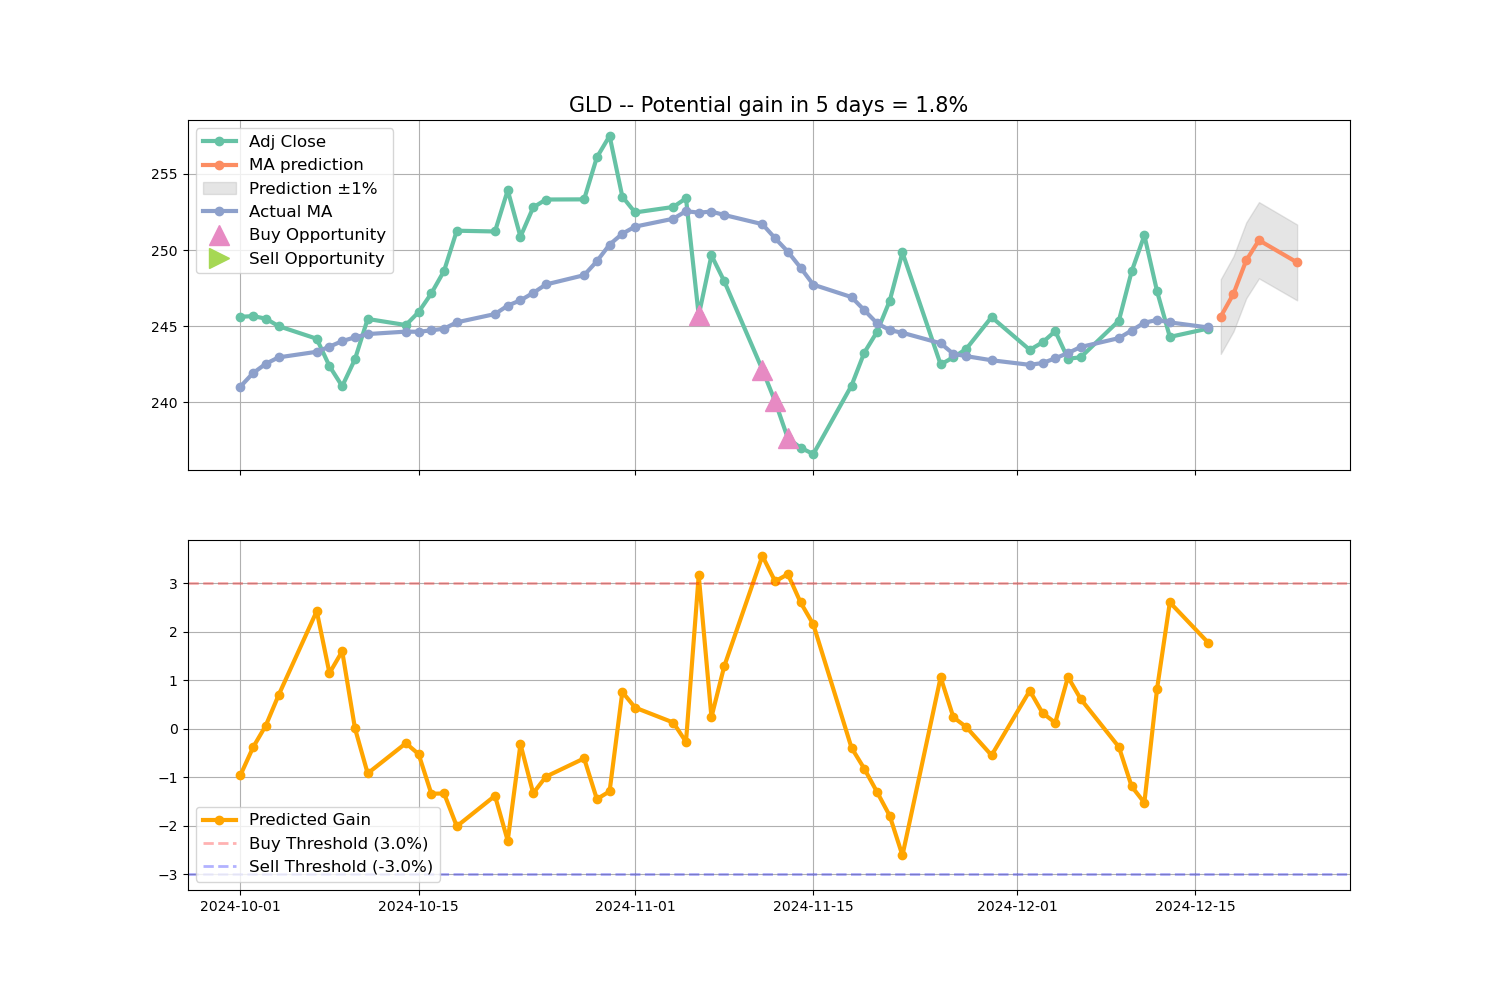 GLD -- Potential gain in 5 days = 1.8%
Adj Close
MA prediction
Prediction ±1%
Actual MA
Buy Opportunity
Sell Opportunity
255
250
245
240
3
2
1
0
−1
−2
−3
Predicted Gain
Buy Threshold (3.0%)
Sell Threshold (-3.0%)
2024-10-01 2024-10-15 2024-11-01 2024-11-15 2024-12-01 2024-12-15